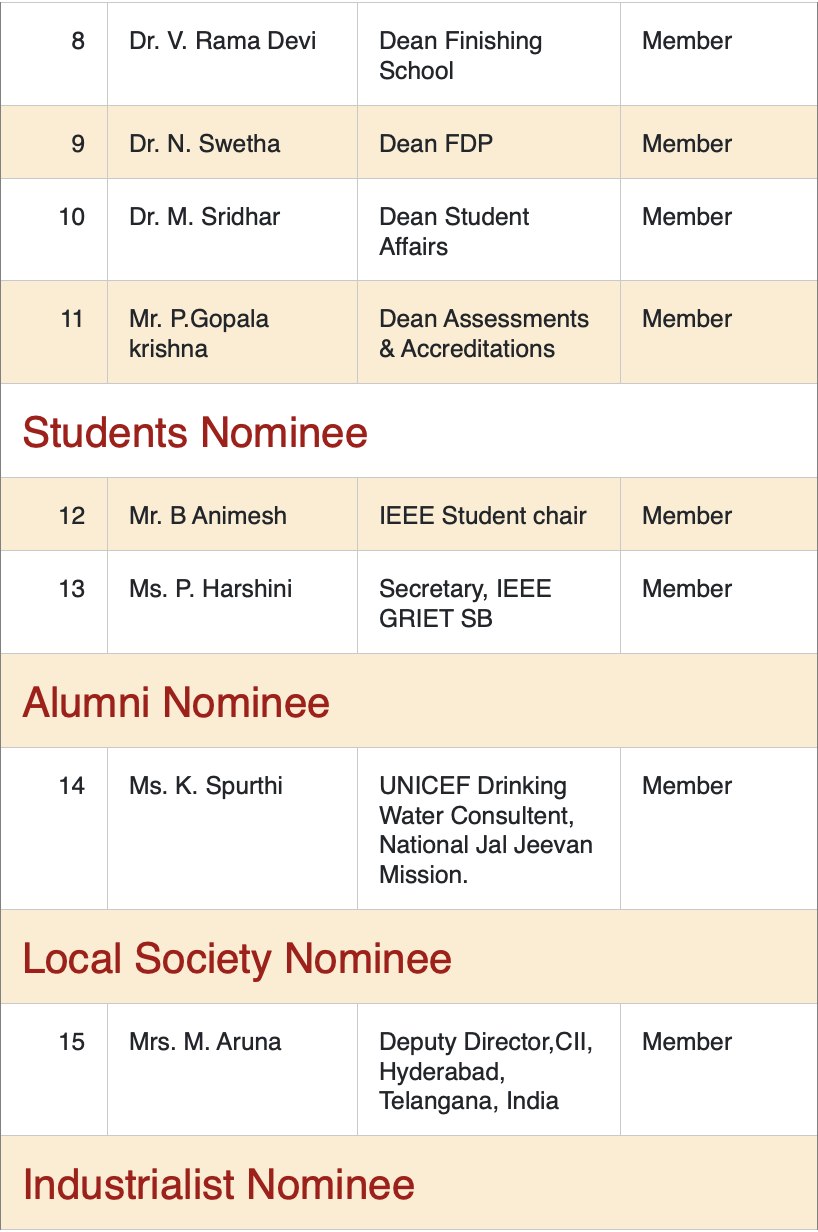 8 Dr. V. Rama Devi Dean Finishing Member
School
9 Dr. N. Swetha Dean FDP Member
10 Dr. M. Sridhar Dean Student Member
Affairs
11 Mr. P.Gopala Dean Assessments Member
krishna & Accreditations
Students Nominee
12 Mr. B Animesh IEEE Student chair Member
13 Ms. P. Harshini Secretary, IEEE Member
GRIET SB
Alumni Nominee
14 Ms. K. Spurthi UNICEF Drinking Member
Water Consultent,
National Jal Jeevan
Mission.
Local Society Nominee
15 Mrs. M. Aruna Deputy Director,CII, Member
Hyderabad,
Telangana, India
Industrialist Nominee